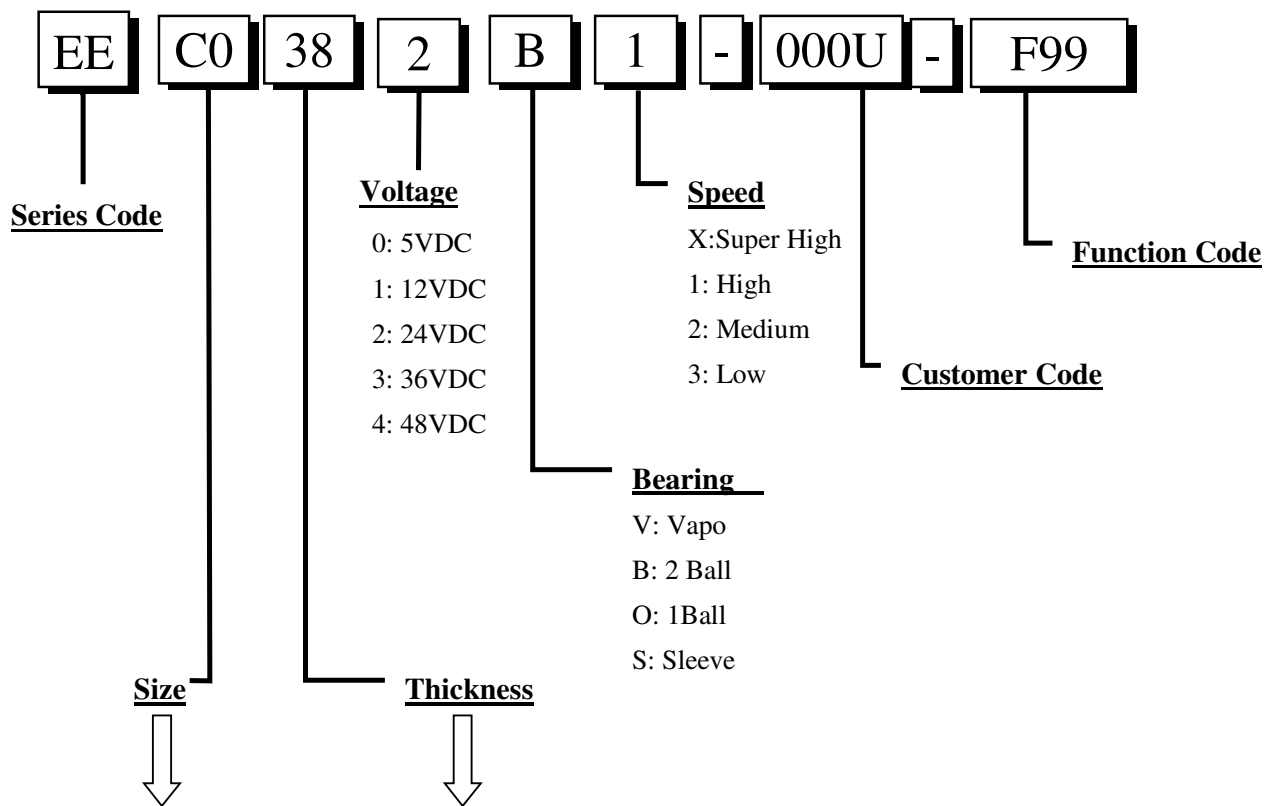 EE C0 38 2 B 1 - 000U - F99
Series Code
Voltage
0: 5VDC
1: 12VDC
2: 24VDC
3: 36VDC
4: 48VDC
Speed
X:Super High
1: High
2: Medium
3: Low
Function Code
Customer Code
Bearing
V: Vapo
B: 2 Ball
O: 1Ball
S: Sleeve
Size
Thickness